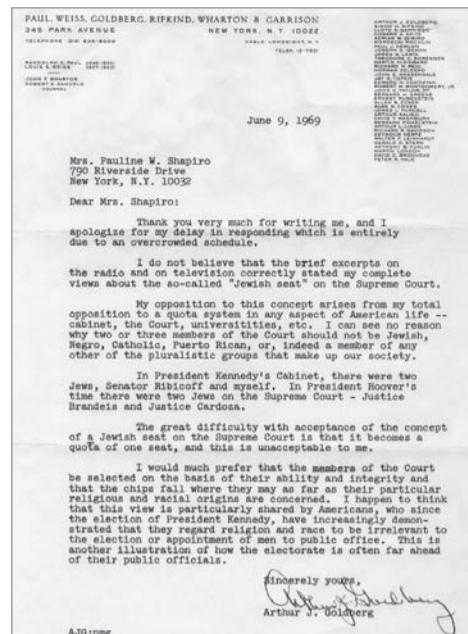 PAUL, WEISS, GOLDBERG, RIFKIND, WHARTON & GARRISON
345 PARK AVENUE NEW YORK, N.Y. 10022
RANDOLPH E. PAUL
LOUIS S. WEISS
JOHN F. WHARTON
COUNSEL
ARTHUR J. GOLDBERG
SIMON H. RIFKIND
June 9, 1969
Mrs. Pauline W. Shapiro
790 Riverside Drive
New York, N.Y. 10032
Dear Mrs. Shapiro:
Thank you very much for writing me, and I
apologize for my delay in responding which is entirely
due to an overcrowded schedule.
I do not believe that the brief excerpts on
the radio and on television correctly stated my complete
views about the so-called "Jewish seat" on the Supreme Court.
My opposition to this concept arises from my total
opposition to a quota system in any aspect of American life --
cabinet, the Court, universitities, etc. I can see no reason
why two or three members of the Court should not be Jewish,
Negro, Catholic, Puerto Rican, or, indeed a member of any
other of the pluralistic groups that make up our society.
In President Kennedy's Cabinet, there were two
Jews, Senator Ribicoff and myself. In President Hoover's
time there were two Jews on the Supreme Court - Justice
Brandeis and Justice Cardoza.
The great difficulty with acceptance of the concept
of a Jewish seat on the Supreme Court is that it becomes a
quota of one seat, and this is unacceptable to me.
I would much prefer that the members of the Court
be selected on the basis of their ability and integrity and
that the chips fall where they may as far as their particular
religious and racial origins are concerned. I happen to think
that this view is particularly shared by Americans, who since
the election of President Kennedy, have increasingly demon-
strated that they regard religion and race to be irrelevant to
the election or appointment of men to public office. This is
another illustration of how the electorate is often far ahead
of their public officials.
Sincerely yours,
Arthur J. Goldberg
Arthur J. Goldberg
AJG:pmg